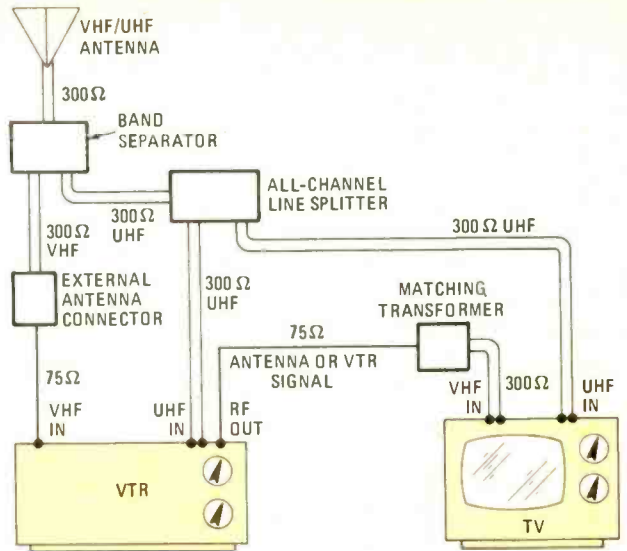 VHF/UHF
ANTENNA
300Ω
BAND
SEPARATOR
ALL-CHANNEL
LINE SPLITTER
300Ω
UHF
300Ω
VHF
300Ω
UHF
300Ω UHF
EXTERNAL
ANTENNA
CONNECTOR
MATCHING
TRANSFORMER
75Ω
ANTENNA OR VTR
SIGNAL
75Ω
VHF
IN
UHF
IN
RF
OUT
VHF
IN
300Ω
UHF
IN
VTR
TV